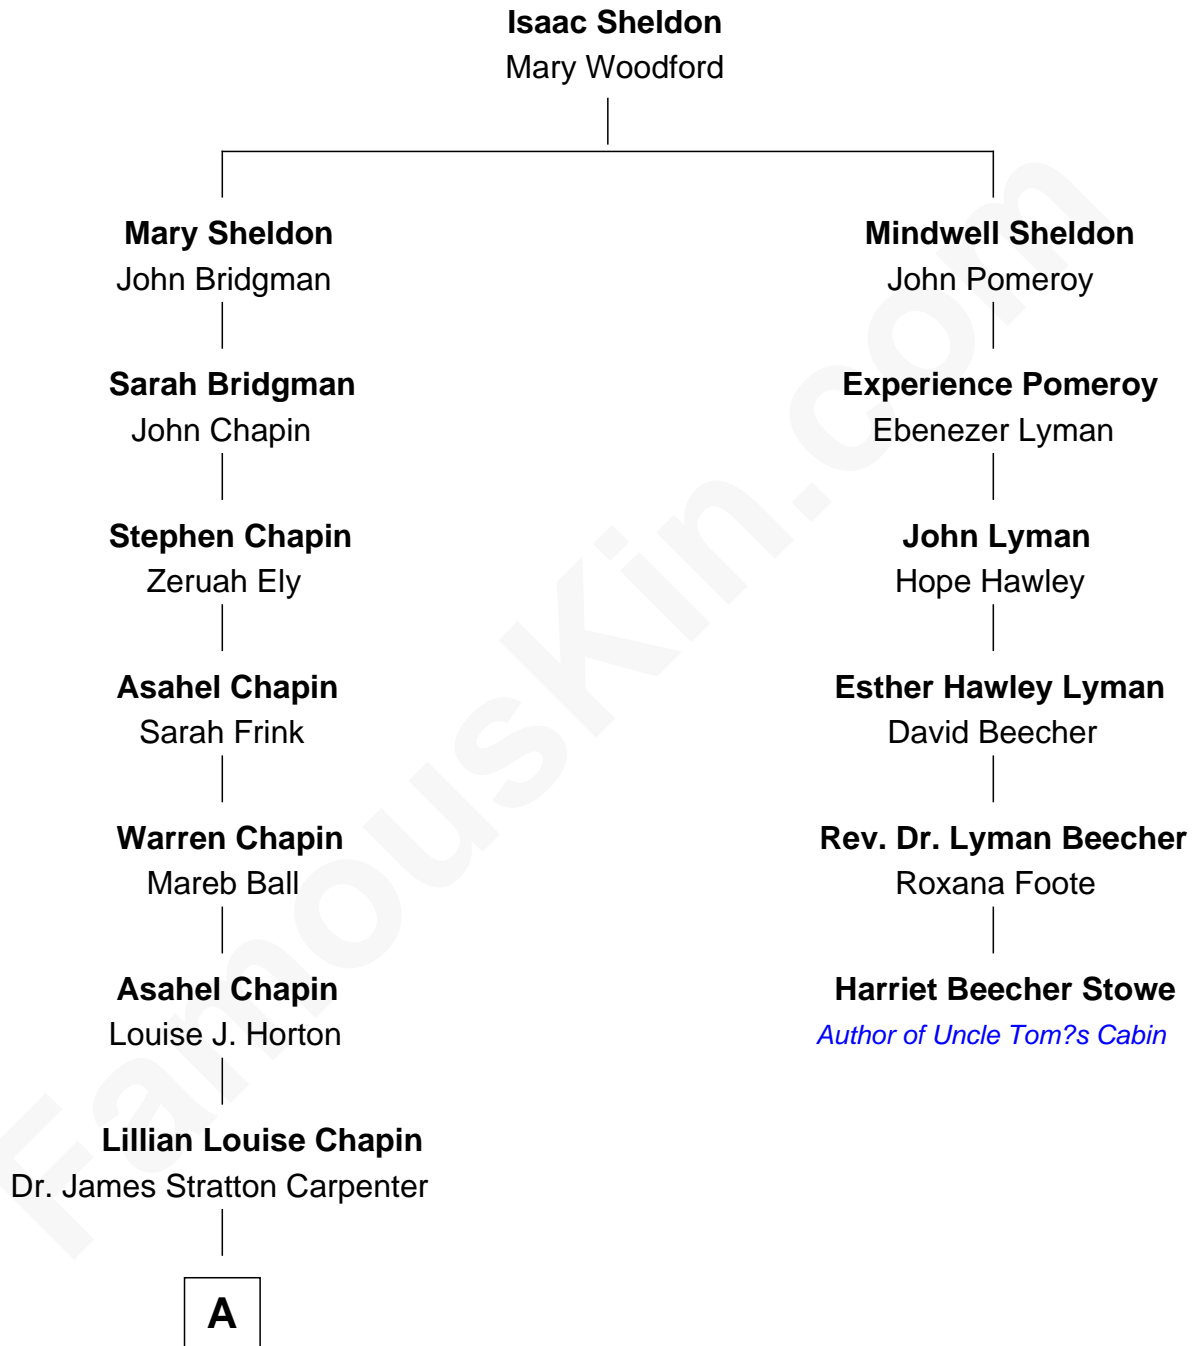 Isaac Sheldon
Mary Woodford
Mary Sheldon
John Bridgman
Mindwell Sheldon
John Pomeroy
Sarah Bridgman
John Chapin
Experience Pomeroy
Ebenezer Lyman
Stephen Chapin
Zeruah Ely
John Lyman
Hope Hawley
Asahel Chapin
Sarah Frink
Esther Hawley Lyman
David Beecher
Warren Chapin
Mareb Ball
Rev. Dr. Lyman Beecher
Roxana Foote
Asahel Chapin
Louise J. Horton
Harriet Beecher Stowe
Author of Uncle Tom?s Cabin
Lillian Louise Chapin
Dr. James Stratton Carpenter
A
FamousKin.com